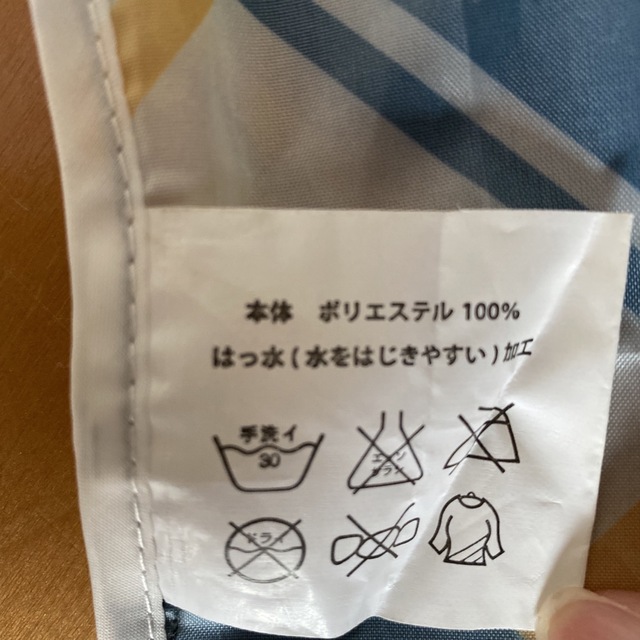 本体 ポリエステル 100%
はっ水 ( 水をはじきやすい ) 加工
手洗イ
30
エンソ
サラシ
ドライ